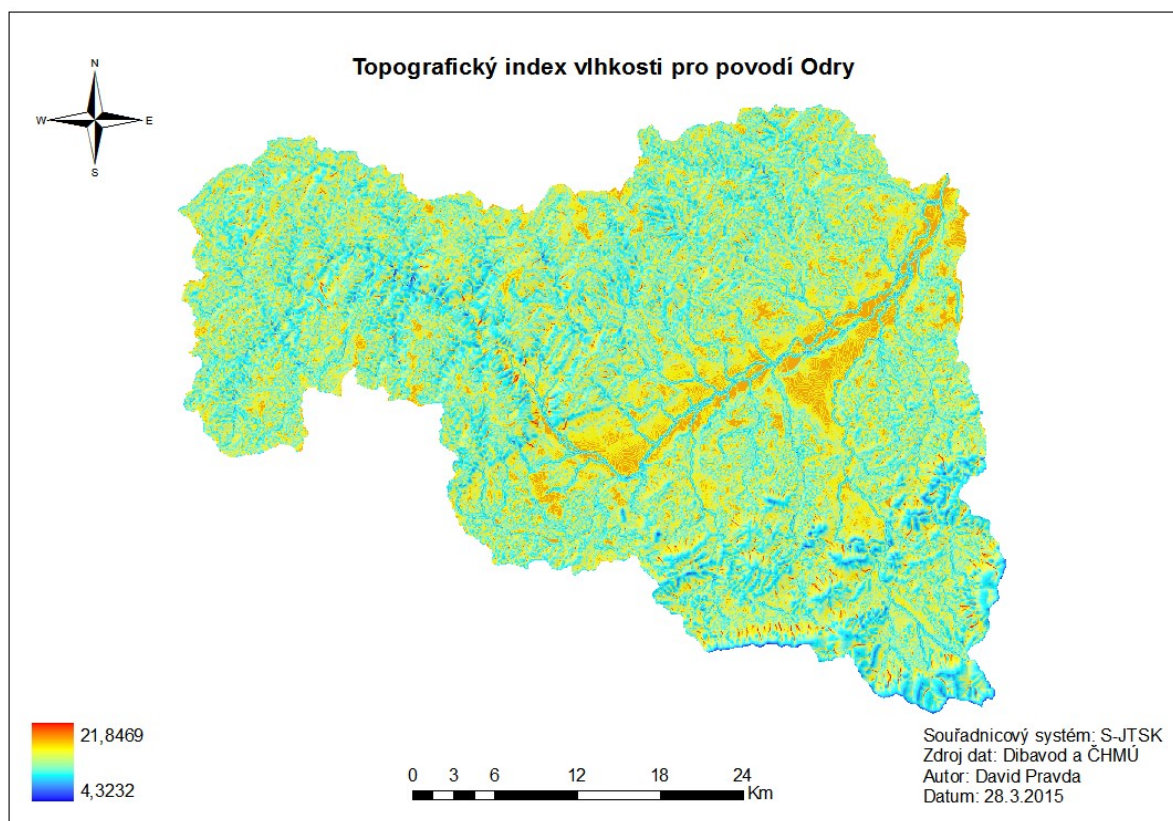 Topografický index vlhkosti pro povodí Odry
N
W E
S
21,8469
4,3232
0 3 6 12 18 24
Km
Souřadnicový systém: S-JTSK
Zdroj dat: Dibavod a ČHMÚ
Autor: David Pravda
Datum: 28.3.2015